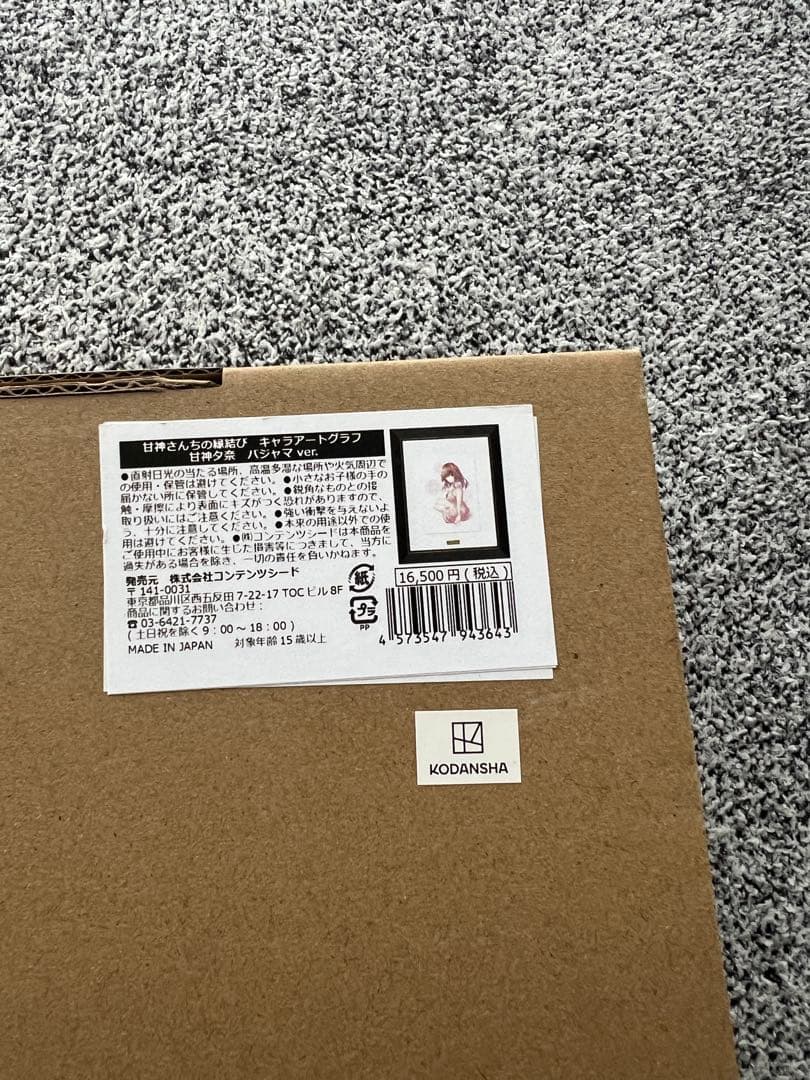 甘神さんちの縁結び キャラアートグラフ
甘神夕奈 パジャマ ver.
●直射日光の当たる場所、高温多湿な場所や火気周辺で
の使用・保管は避けてください。●小さなお子様の手の
届かない所に保管してください。●鋭角なものとの接
触・摩擦により表面にキズがつく恐れがありますので、
取り扱いにはご注意ください。●強い衝撃を与えないよ
う、十分に注意してください。●本来の用途以外での使
用は避けてください。●㈱コンテンツシードは本商品を
ご使用中にお客様に生じた損害等につきまして、当方に
過失がある場合を除き、一切の責任を負いかねます。
発売元 株式会社コンテンツシード
〒141-0031
東京都品川区西五反田 7-22-17 TOC ビル 8F
商品に関するお問い合わせ:
☎ 03-6421-7737
( 土日祝を除く 9:00 ～ 18:00 )
MADE IN JAPAN 対象年齢 15 歳以上
紙
プラ
PP
16,500 円 ( 税込 )
4 573547 943643
KODANSHA